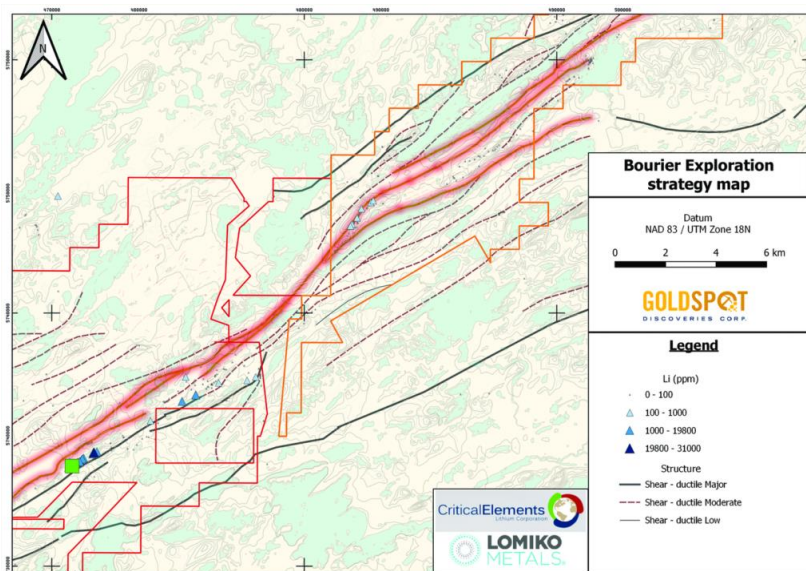 N
Bourier Exploration
strategy map
Datum
NAD 83 / UTM Zone 18N
0 2 4 6 km
GOLDSPOT
DISCOVERIES CORP.
Legend
Li (ppm)
0 - 100
100 - 1000
1000 - 19800
19800 - 31000
Structure
Shear - ductile Major
Shear - ductile Moderate
Shear - ductile Low
CriticalElements
Lithium Corporation
LOMIKO
METALS